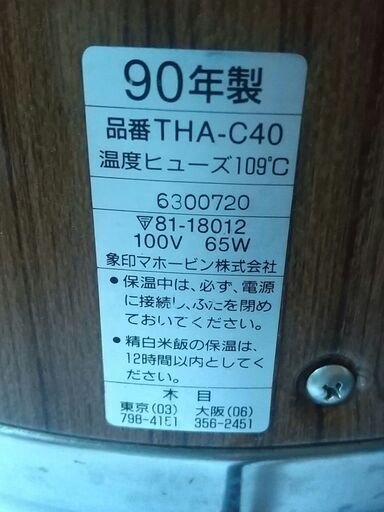 90年製
品番THA-C40
温度ヒューズ109℃
6300720
▽81-18012
100V 65W
象印マホービン株式会社
• 保温中は、必ず、電源
に接続し、ふたを閉め
ておいてください。
• 精白米飯の保温は、
12時間以内としてく
ださい。
木目
東京(03) 大阪(06)
798-4151 356-2451